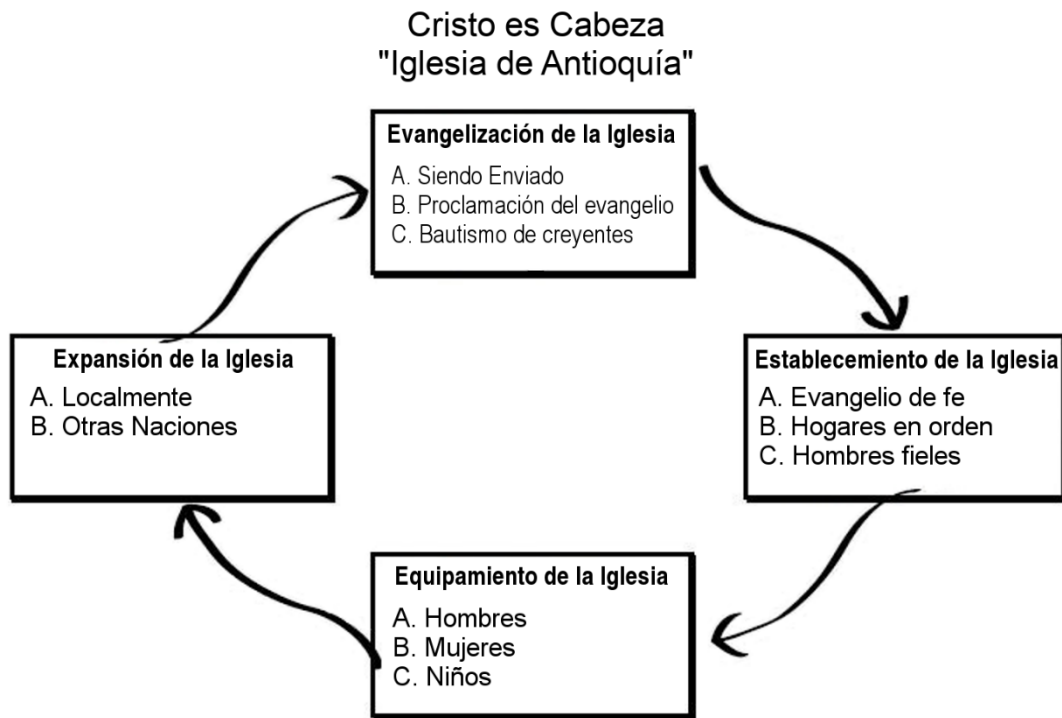 Cristo es Cabeza
"Iglesia de Antioquía"
Evangelización de la Iglesia
A. Siendo Enviado
B. Proclamación del evangelio
C. Bautismo de creyentes
Establecemiento de la Iglesia
A. Evangelio de fe
B. Hogares en orden
C. Hombres fieles
Equipamiento de la Iglesia
A. Hombres
B. Mujeres
C. Niños
Expansión de la Iglesia
A. Localmente
B. Otras Naciones